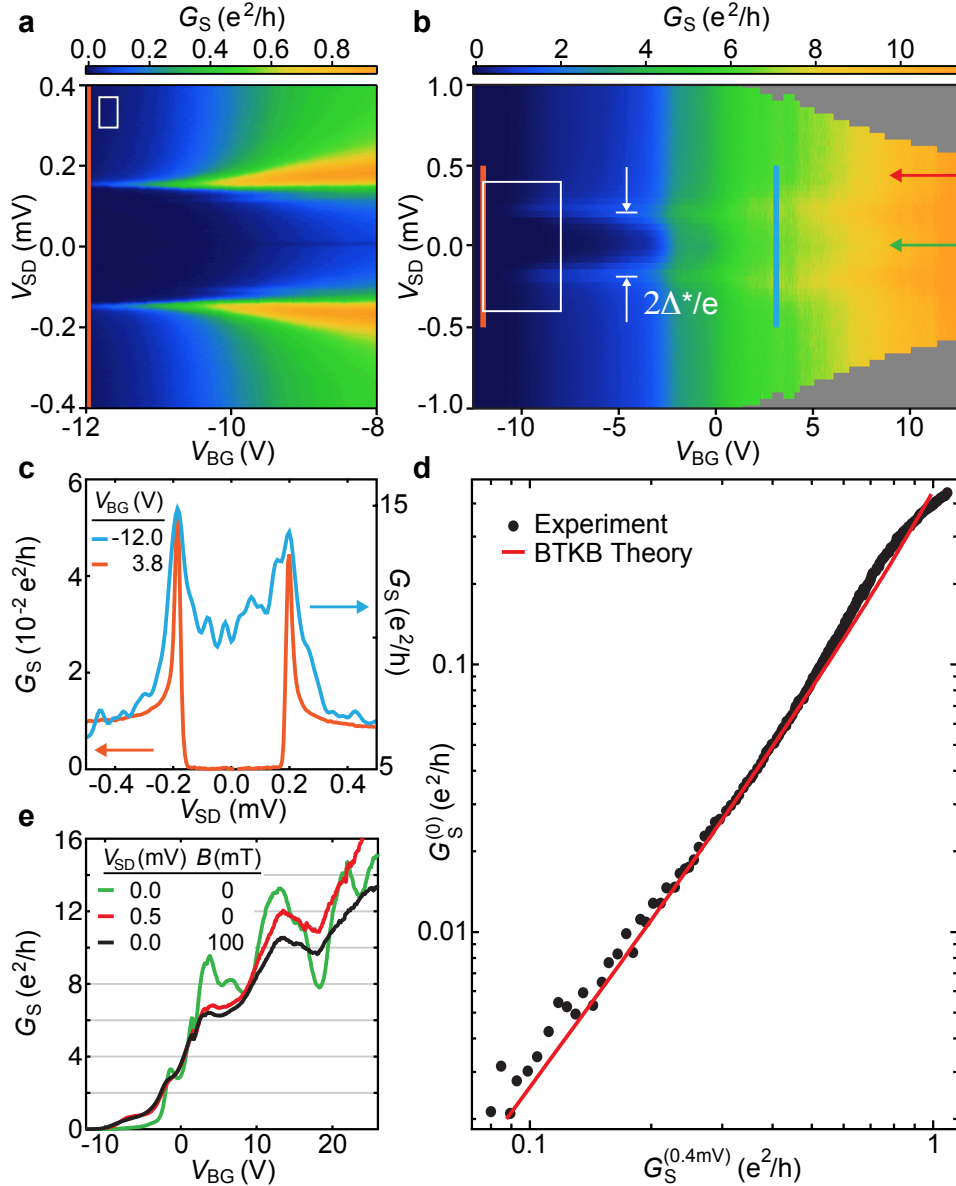 a
G_S (e²/h)
0.0 0.2 0.4 0.6 0.8
V_SD (mV)
0.4
0.2
0.0
-0.2
-0.4
-12 -10 -8
V_BG (V)
b
G_S (e²/h)
0 2 4 6 8 10
V_SD (mV)
1.0
0.5
0.0
-0.5
-1.0
2Δ*/e
-10 -5 0 5 10
V_BG (V)
c
G_S (10⁻² e²/h)
6
4
2
0
V_BG (V)
-12.0
3.8
15
5
G_S (e²/h)
-0.4 -0.2 0.0 0.2 0.4
V_SD (mV)
d
Experiment
BTKB Theory
G_S^(0) (e²/h)
0.1
0.01
0.1 1
G_S^(0.4mV) (e²/h)
e
G_S (e²/h)
16
12
8
4
0
V_SD (mV) B (mT)
0.0 0
0.5 0
0.0 100
-10 0 10 20
V_BG (V)